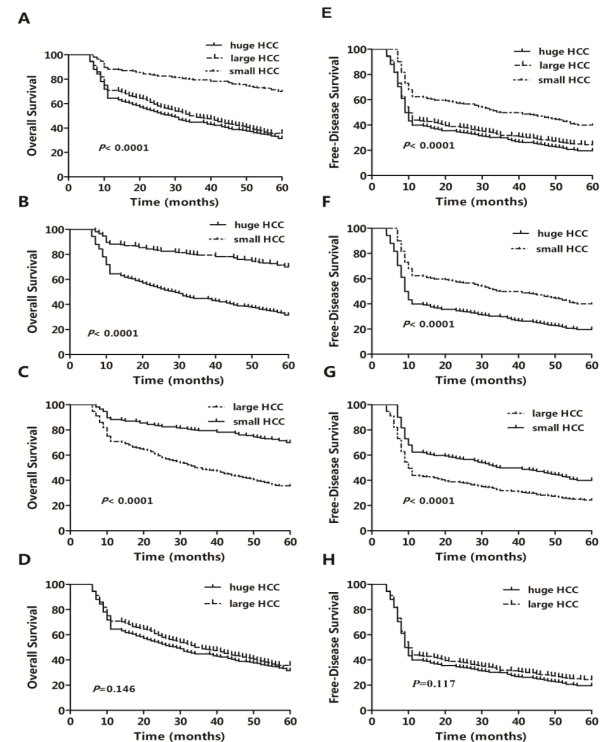 A
Overall Survival
100
80
60
40
20
0
0 10 20 30 40 50 60
Time (months)
huge HCC
large HCC
small HCC
P< 0.0001
E
Free-Disease Survival
100
80
60
40
20
0
0 10 20 30 40 50 60
Time (months)
huge HCC
large HCC
small HCC
P< 0.0001
B
Overall Survival
100
80
60
40
20
0
0 10 20 30 40 50 60
Time (months)
huge HCC
small HCC
P< 0.0001
F
Free-Disease Survival
100
80
60
40
20
0
0 10 20 30 40 50 60
Time (months)
huge HCC
small HCC
P< 0.0001
C
Overall Survival
100
80
60
40
20
0
0 10 20 30 40 50 60
Time (months)
large HCC
small HCC
P< 0.0001
G
Free-Disease Survival
100
80
60
40
20
0
0 10 20 30 40 50 60
Time (months)
large HCC
small HCC
P< 0.0001
D
Overall Survival
100
80
60
40
20
0
0 10 20 30 40 50 60
Time (months)
huge HCC
large HCC
P=0.146
H
Free-Disease Survival
100
80
60
40
20
0
0 10 20 30 40 50 60
Time (months)
huge HCC
large HCC
P=0.117